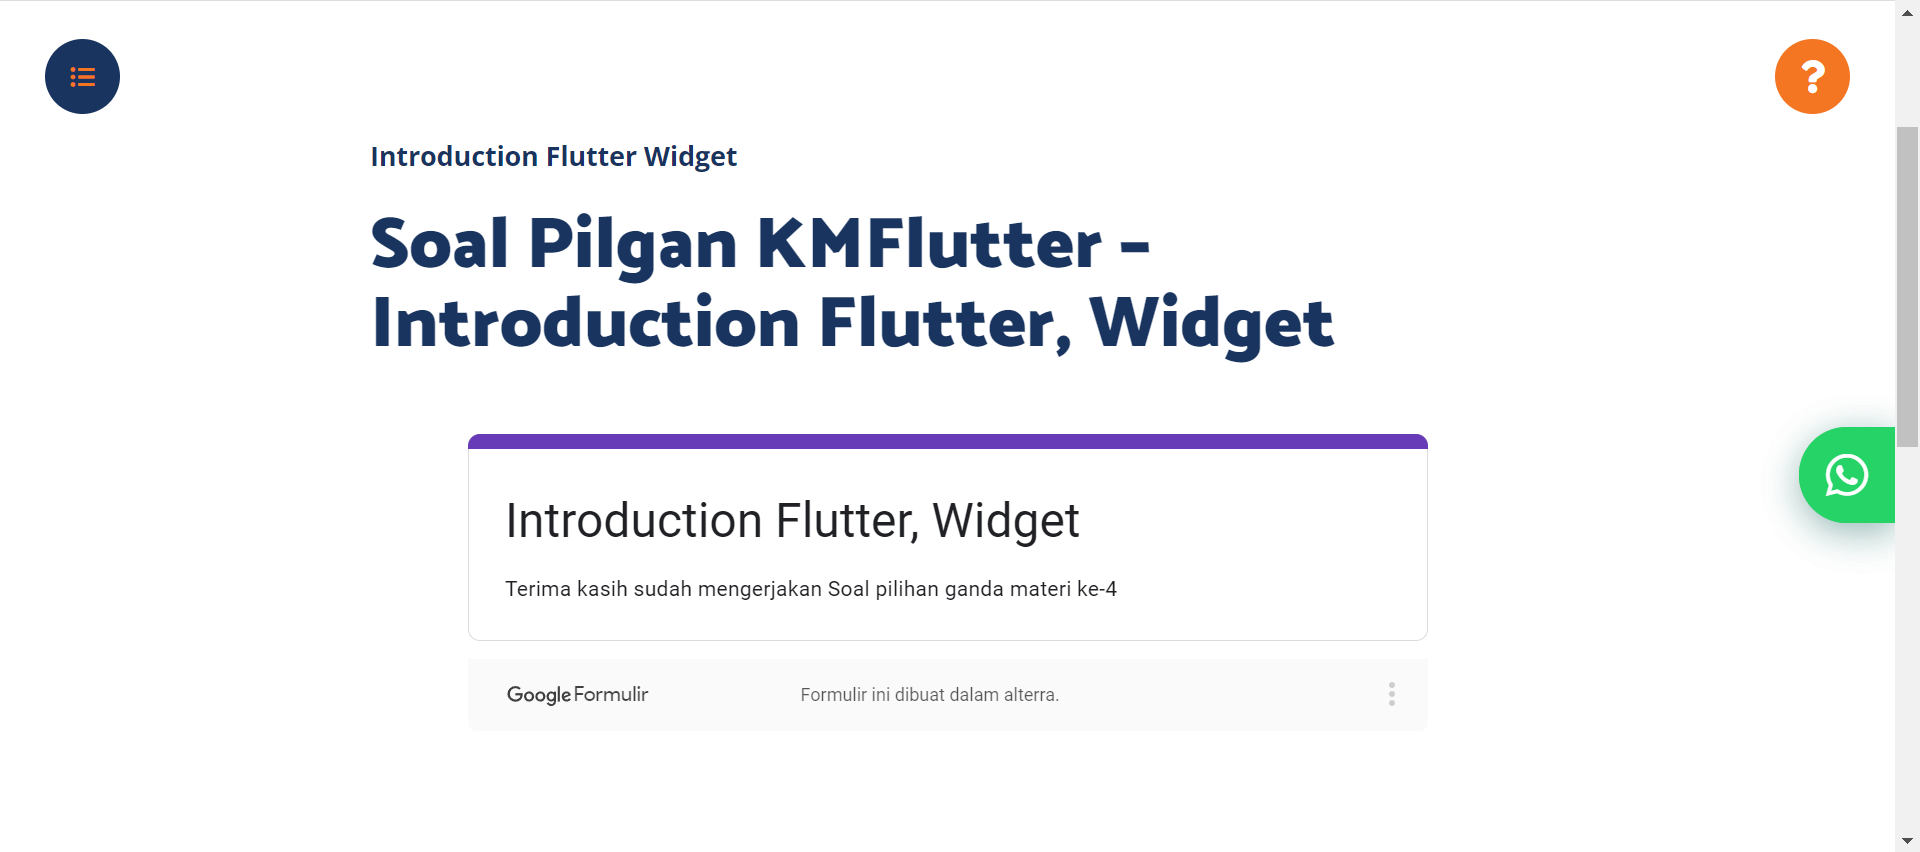 Introduction Flutter Widget
Soal Pilgan KMFlutter –
Introduction Flutter, Widget
Introduction Flutter, Widget
Terima kasih sudah mengerjakan Soal pilihan ganda materi ke-4
Google Formulir
Formulir ini dibuat dalam alterra.